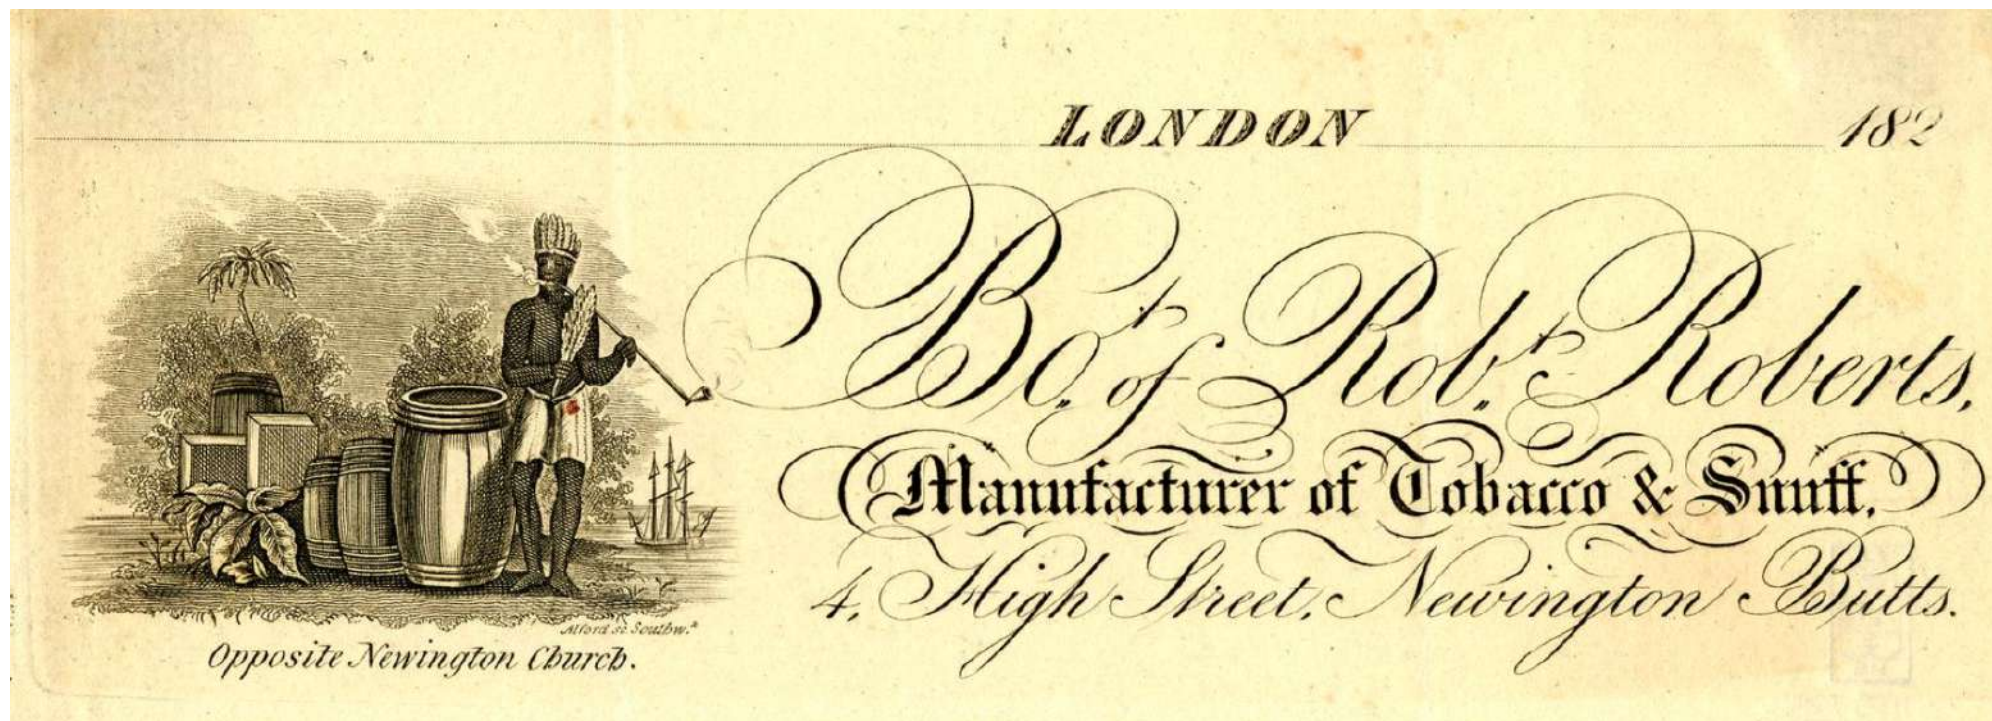 LONDON 182
Bo.t of Rob.t Roberts,
Manufacturer of Tobacco & Snuff,
4, High Street, Newington Butts.
Alford sc Southw.k
Opposite Newington Church.